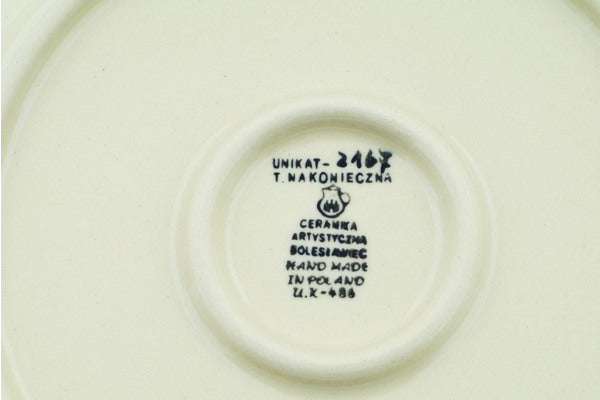 UNIKAT- 2167
T. NAKONIECZNA
CERAMIKA
ARTYSTYCZNA
BOLESŁAWIEC
HAND MADE
IN POLAND
U.X-486